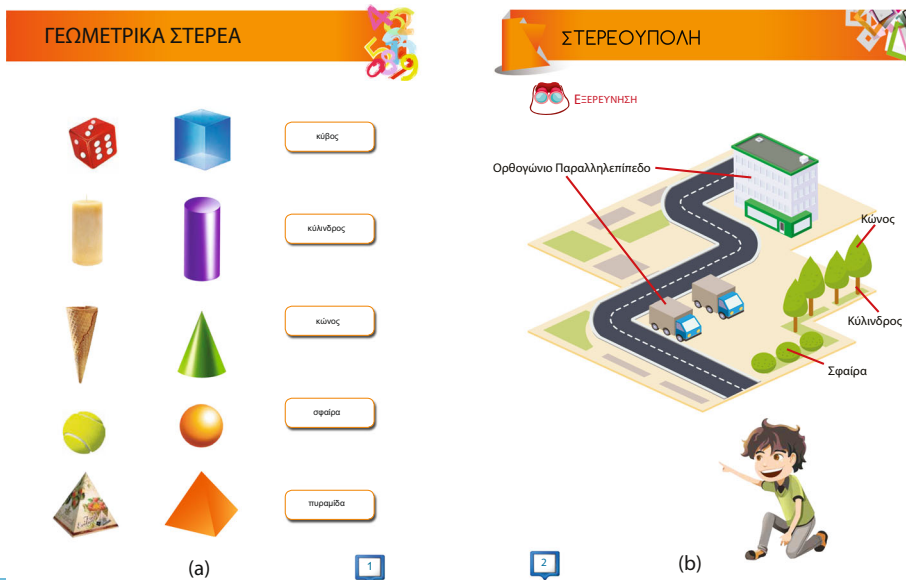 ΓΕΩΜΕΤΡΙΚΑ ΣΤΕΡΕΑ
κύβος
κύλινδρος
κώνος
σφαίρα
πυραμίδα
(a)
1
ΣΤΕΡΕΟΥΠΟΛΗ
ΕΞΕΡΕΥΝΗΣΗ
Ορθογώνιο Παραλληλεπίπεδο
Κώνος
Κύλινδρος
Σφαίρα
2
(b)